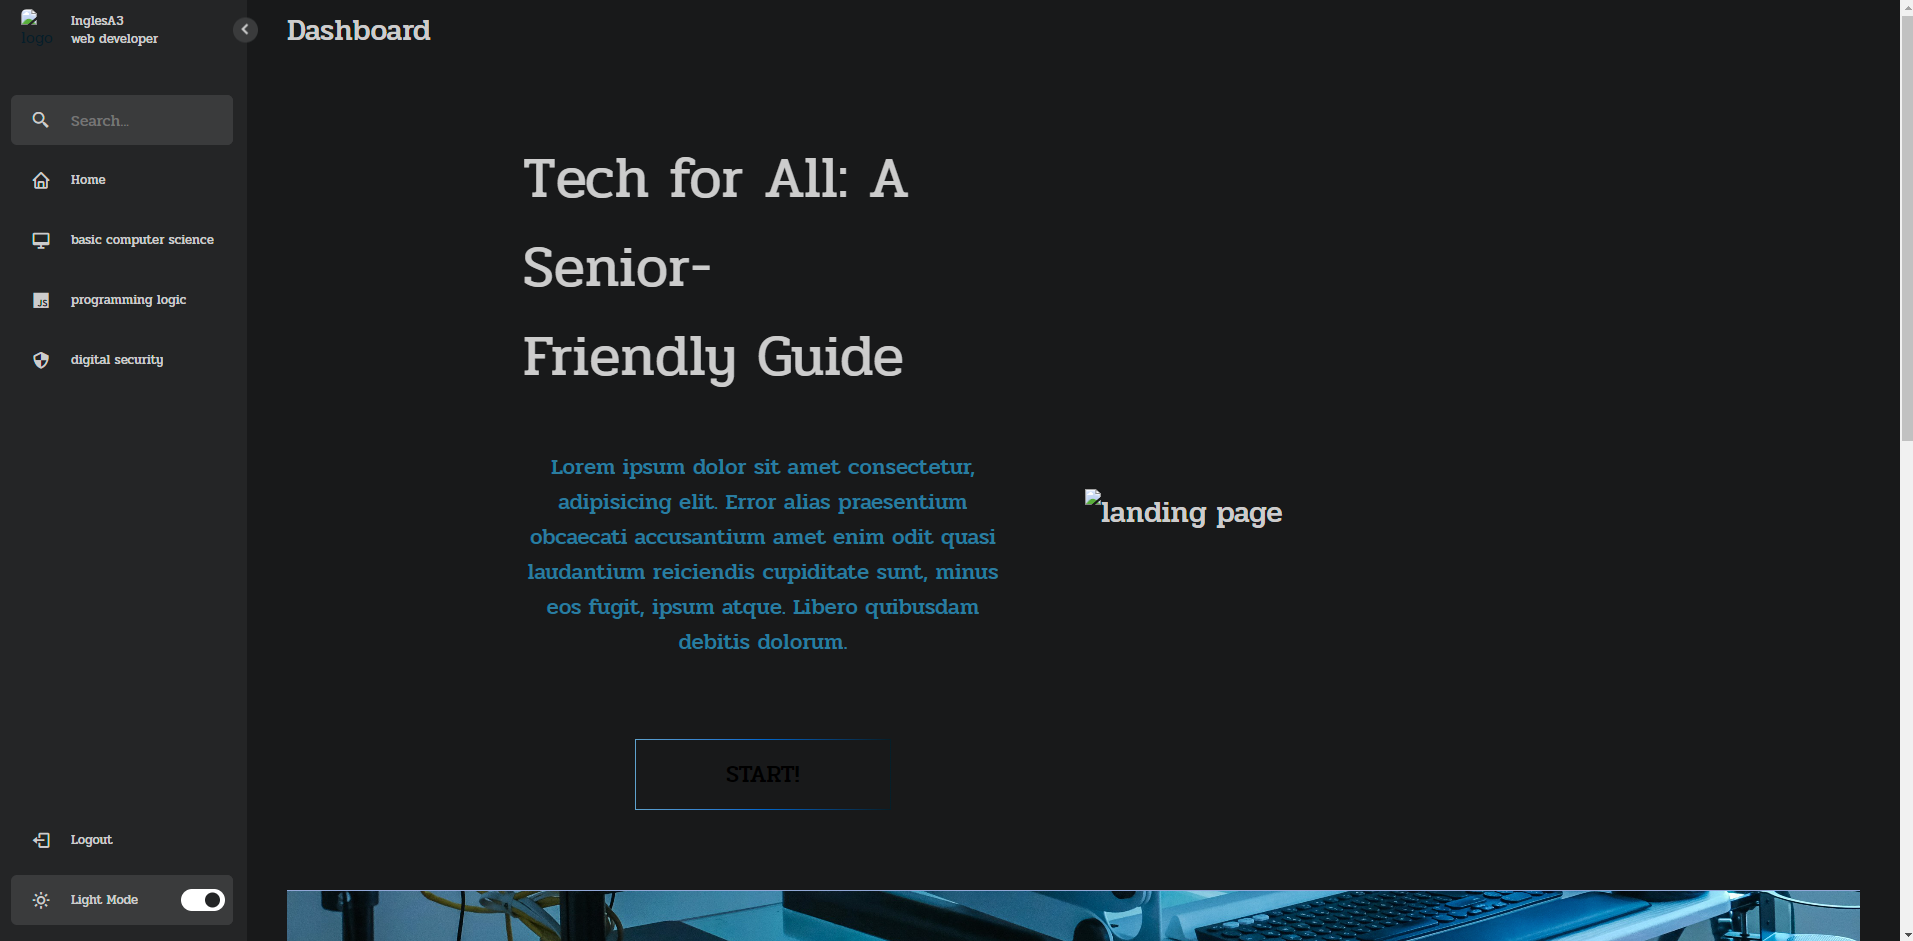 InglesA3
web developer
logo
Dashboard
Search...
Home
basic computer science
JS
programming logic
digital security
Tech for All: A
Senior-
Friendly Guide
Lorem ipsum dolor sit amet consectetur,
adipisicing elit. Error alias praesentium
obcaecati accusantium amet enim odit quasi
laudantium reiciendis cupiditate sunt, minus
eos fugit, ipsum atque. Libero quibusdam
debitis dolorum.
landing page
START!
Logout
Light Mode